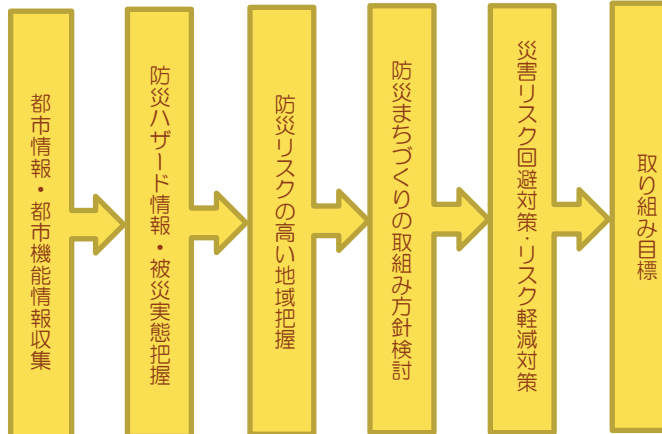 都市情報・都市機能情報収集
防災ハザード情報・被災実態把握
防災リスクの高い地域把握
防災まちづくりの取組み方針検討
災害リスク回避対策・リスク軽減対策
取り組み目標